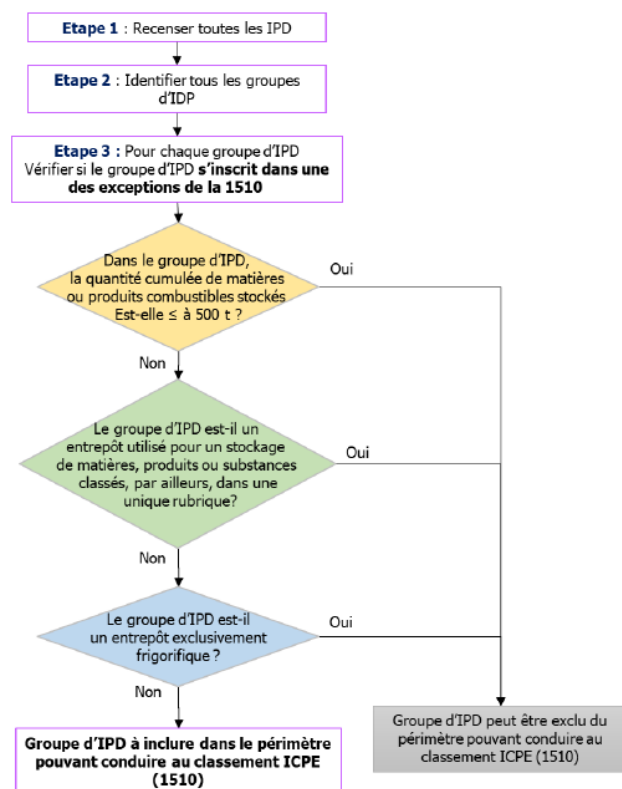 Etape 1 : Recenser toutes les IPD
Etape 2 : Identifier tous les groupes
d'IDP
Etape 3 : Pour chaque groupe d'IPD
Vérifier si le groupe d'IPD s'inscrit dans une
des exceptions de la 1510
Dans le groupe d'IPD,
la quantité cumulée de matières
ou produits combustibles stockés
Est-elle ≤ à 500 t ?
Oui
Non
Le groupe d'IPD est-il un
entrepôt utilisé pour un stockage
de matières, produits ou substances
classés, par ailleurs, dans une
unique rubrique?
Oui
Non
Le groupe d'IPD est-il
un entrepôt exclusivement
frigorifique ?
Oui
Non
Groupe d'IPD à inclure dans le périmètre
pouvant conduire au classement ICPE
(1510)
Groupe d'IPD peut être exclu du
périmètre pouvant conduire au
classement ICPE (1510)